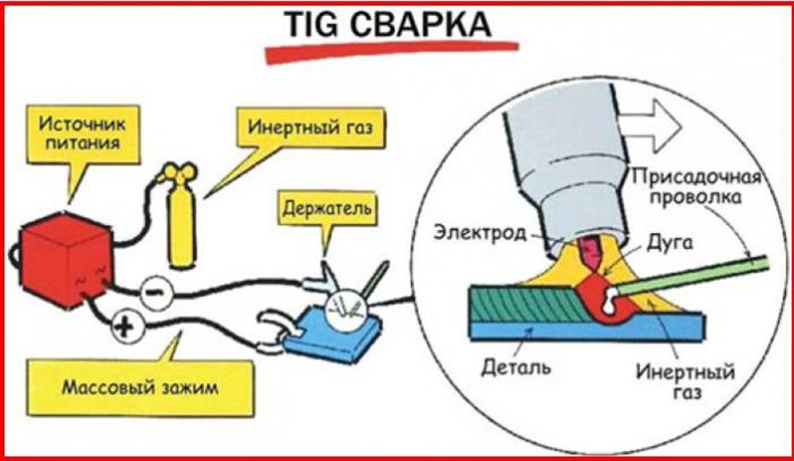 TIG СВАРКА
Источник
питания
Инертный газ
Держатель
−
+
Массовый зажим
Присадочная
проволка
Электрод
Дуга
Деталь
Инертный
газ